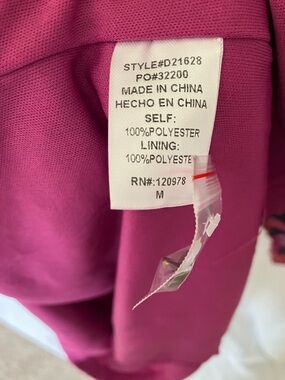 STYLE#D21628
PO#32200
MADE IN CHINA
HECHO EN CHINA
SELF:
100%POLYESTER
LINING:
100%POLYESTE
RN#:120978
M